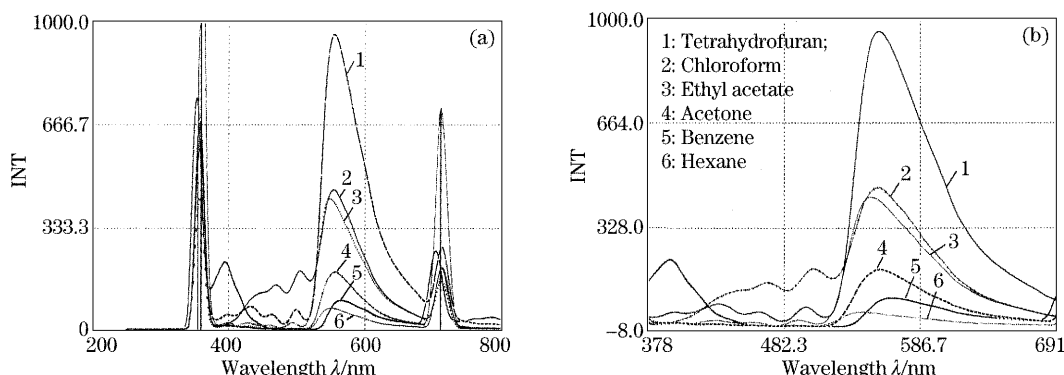 1000.0
(a)
1
666.7
INT
2
3
333.3
4
5
6
0
200
400
600
800
Wavelength λ/nm
1000.0
(b)
1: Tetrahydrofuran;
2: Chloroform
3: Ethyl acetate
4: Acetone
5: Benzene
6: Hexane
664.0
INT
1
2
328.0
3
4
5
6
−8.0
378
482.3
586.7
691
Wavelength λ/nm